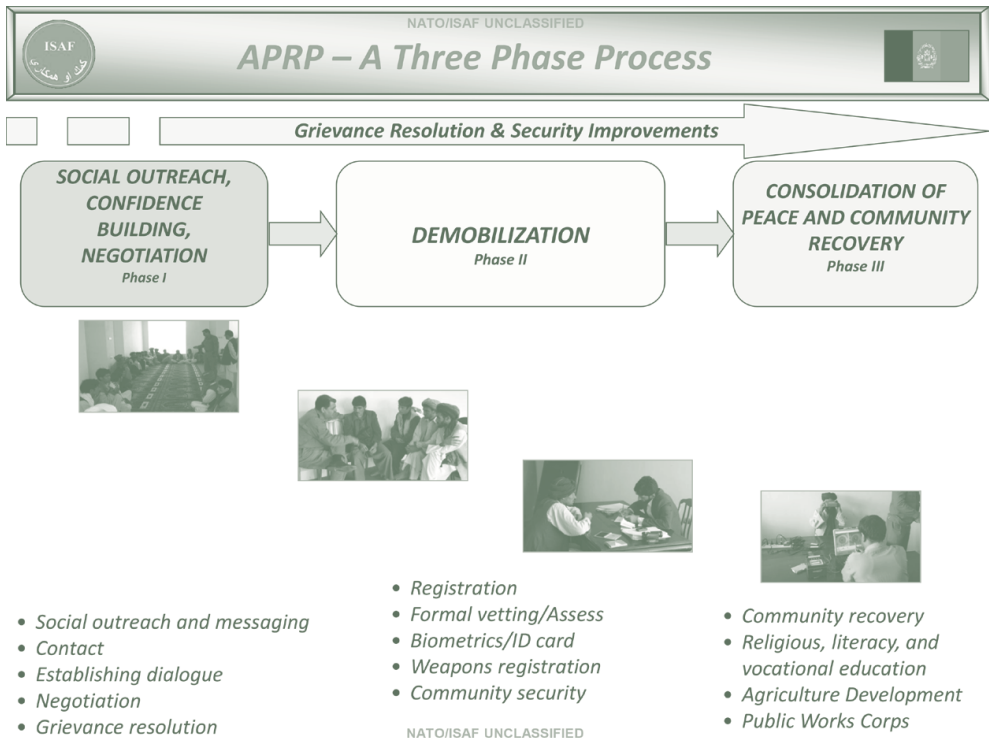 NATO/ISAF UNCLASSIFIED
ISAF
کمک او همکاري
APRP – A Three Phase Process
Grievance Resolution & Security Improvements
SOCIAL OUTREACH,
CONFIDENCE
BUILDING,
NEGOTIATION
Phase I
DEMOBILIZATION
Phase II
CONSOLIDATION OF
PEACE AND COMMUNITY
RECOVERY
Phase III
• Social outreach and messaging
• Contact
• Establishing dialogue
• Negotiation
• Grievance resolution
• Registration
• Formal vetting/Assess
• Biometrics/ID card
• Weapons registration
• Community security
• Community recovery
• Religious, literacy, and
vocational education
• Agriculture Development
• Public Works Corps
NATO/ISAF UNCLASSIFIED